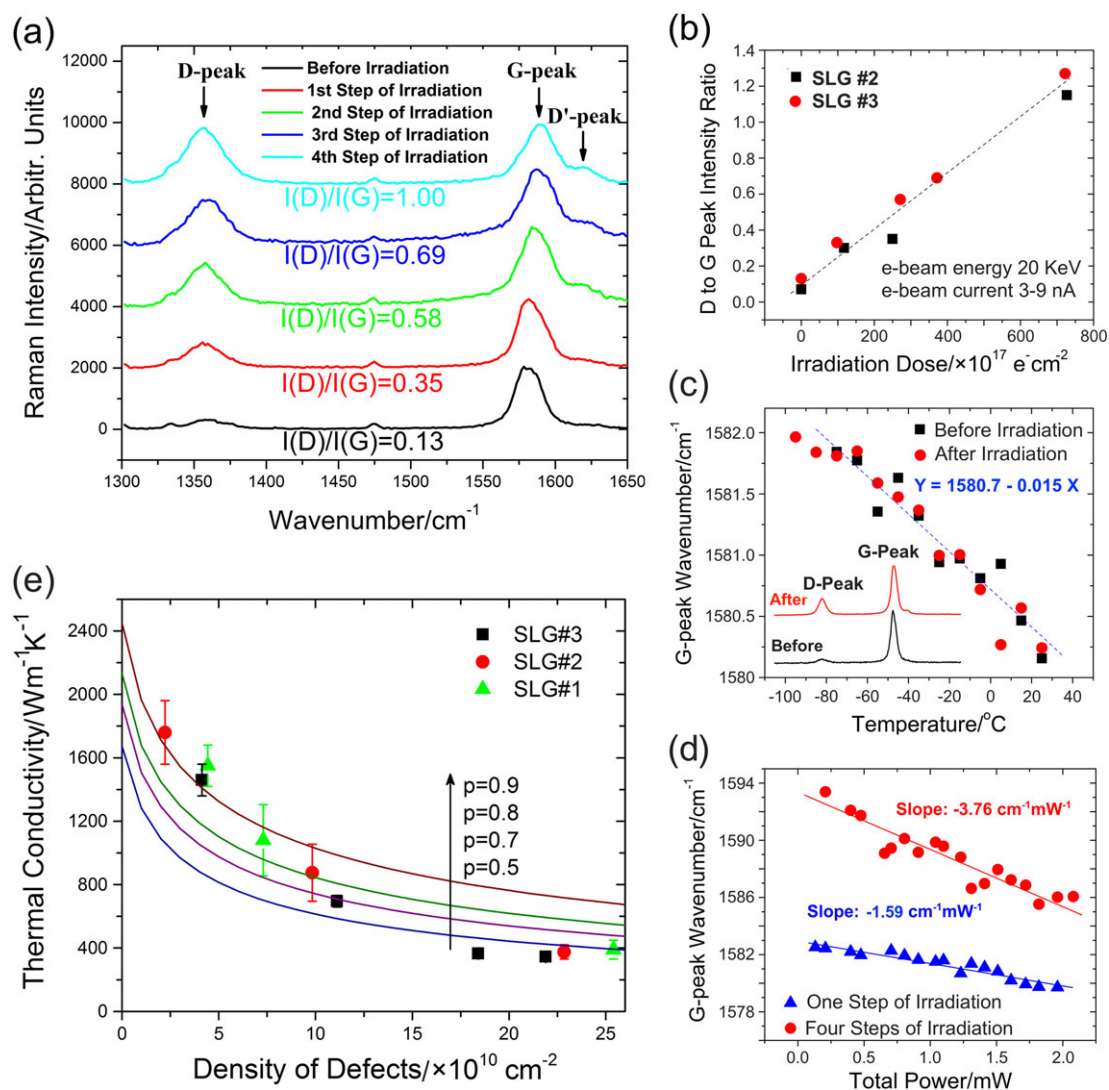 (a)
Raman Intensity/Arbitr. Units
12000
10000
8000
6000
4000
2000
0
D-peak
Before Irradiation
1st Step of Irradiation
2nd Step of Irradiation
3rd Step of Irradiation
4th Step of Irradiation
G-peak
D'-peak
I(D)/I(G)=1.00
I(D)/I(G)=0.69
I(D)/I(G)=0.58
I(D)/I(G)=0.35
I(D)/I(G)=0.13
1300 1350 1400 1450 1500 1550 1600 1650
Wavenumber/cm⁻¹
(b)
D to G Peak Intensity Ratio
1.4
1.2
1.0
0.8
0.6
0.4
0.2
0.0
SLG #2
SLG #3
e-beam energy 20 KeV
e-beam current 3-9 nA
0 200 400 600 800
Irradiation Dose/×10¹⁷ e⁻cm⁻²
(c)
G-peak Wavenumber/cm⁻¹
1582.0
1581.5
1581.0
1580.5
1580
Before Irradiation
After Irradiation
Y = 1580.7 - 0.015 X
G-Peak
D-Peak
After
Before
-100 -80 -60 -40 -20 0 20 40
Temperature/°C
(d)
G-peak Wavenumber/cm⁻¹
1594
1590
1586
1582
1578
Slope: -3.76 cm⁻¹mW⁻¹
Slope: -1.59 cm⁻¹mW⁻¹
One Step of Irradiation
Four Steps of Irradiation
0.0 0.5 1.0 1.5 2.0
Total Power/mW
(e)
Thermal Conductivity/Wm⁻¹K⁻¹
2400
2000
1600
1200
800
400
0
SLG#3
SLG#2
SLG#1
p=0.9
p=0.8
p=0.7
p=0.5
0 5 10 15 20 25
Density of Defects/×10¹⁰ cm⁻²